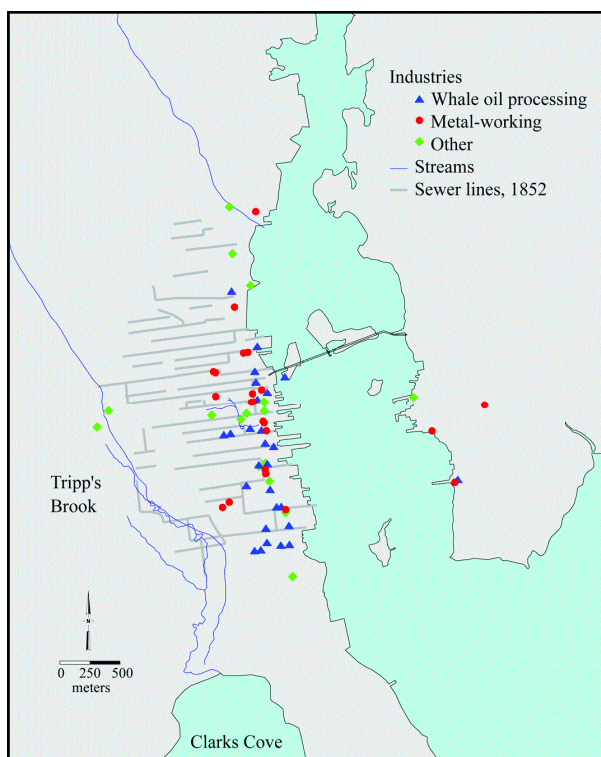 Industries
Whale oil processing
Metal-working
Other
Streams
Sewer lines, 1852
Tripp's
Brook
N
0 250 500
meters
Clarks Cove